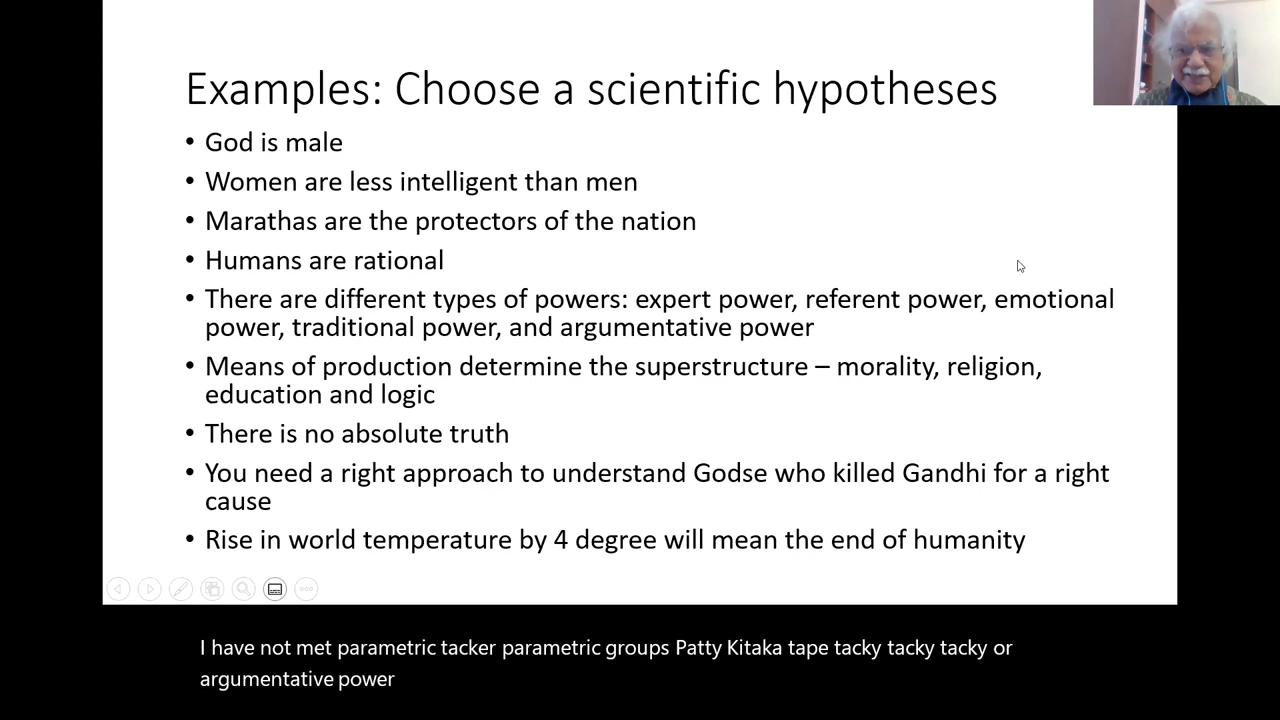 Examples: Choose a scientific hypotheses
• God is male
• Women are less intelligent than men
• Marathas are the protectors of the nation
• Humans are rational
• There are different types of powers: expert power, referent power, emotional
power, traditional power, and argumentative power
• Means of production determine the superstructure – morality, religion,
education and logic
• There is no absolute truth
• You need a right approach to understand Godse who killed Gandhi for a right
cause
• Rise in world temperature by 4 degree will mean the end of humanity
I have not met parametric tacker parametric groups Patty Kitaka tape tacky tacky tacky or
argumentative power